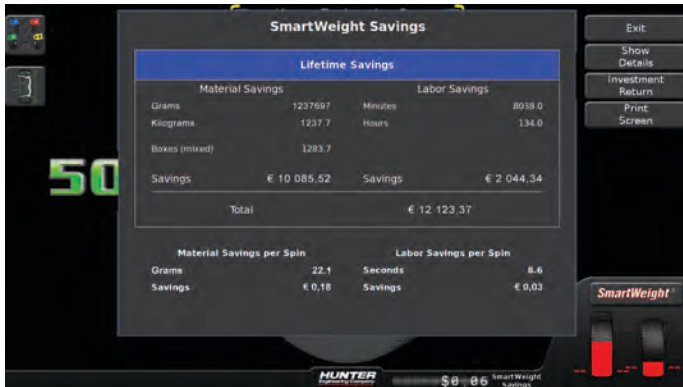 SmartWeight Savings
Lifetime Savings
Material Savings Labor Savings
Grams 1237697 Minutes 8038.0
Kilograms 1237.7 Hours 134.0
Boxes (mixed) 1283.7
Savings € 10 085,52 Savings € 2 044,34
Total € 12 123,37
Material Savings per Spin Labor Savings per Spin
Grams 22.1 Seconds 8.6
Savings € 0,18 Savings € 0,03
Exit
Show
Details
Investment
Return
Print
Screen
50
SmartWeight
HUNTER
Engineering Company
$0.06 SmartWeight
Savings